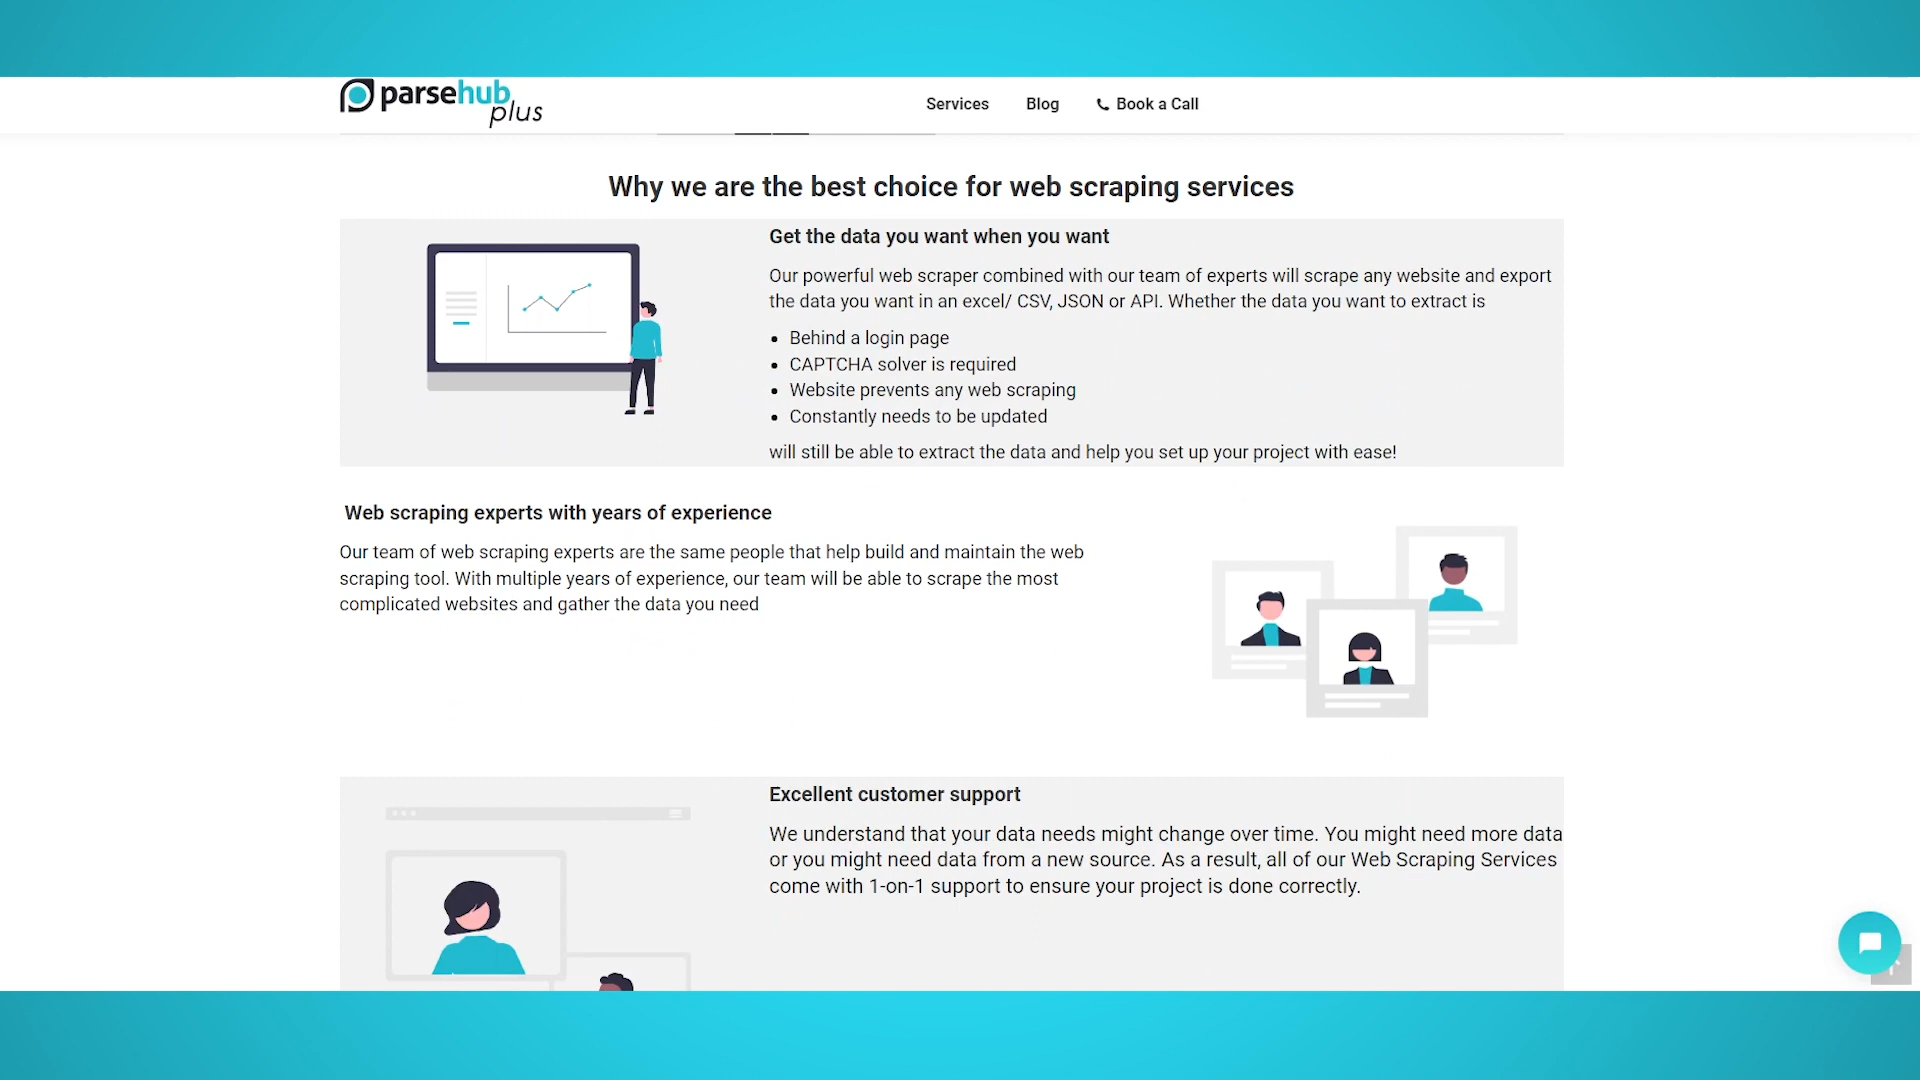 parsehub
plus
Services Blog Book a Call
Why we are the best choice for web scraping services
Get the data you want when you want
Our powerful web scraper combined with our team of experts will scrape any website and export
the data you want in an excel/ CSV, JSON or API. Whether the data you want to extract is
• Behind a login page
• CAPTCHA solver is required
• Website prevents any web scraping
• Constantly needs to be updated
will still be able to extract the data and help you set up your project with ease!
Web scraping experts with years of experience
Our team of web scraping experts are the same people that help build and maintain the web
scraping tool. With multiple years of experience, our team will be able to scrape the most
complicated websites and gather the data you need
Excellent customer support
We understand that your data needs might change over time. You might need more data
or you might need data from a new source. As a result, all of our Web Scraping Services
come with 1-on-1 support to ensure your project is done correctly.